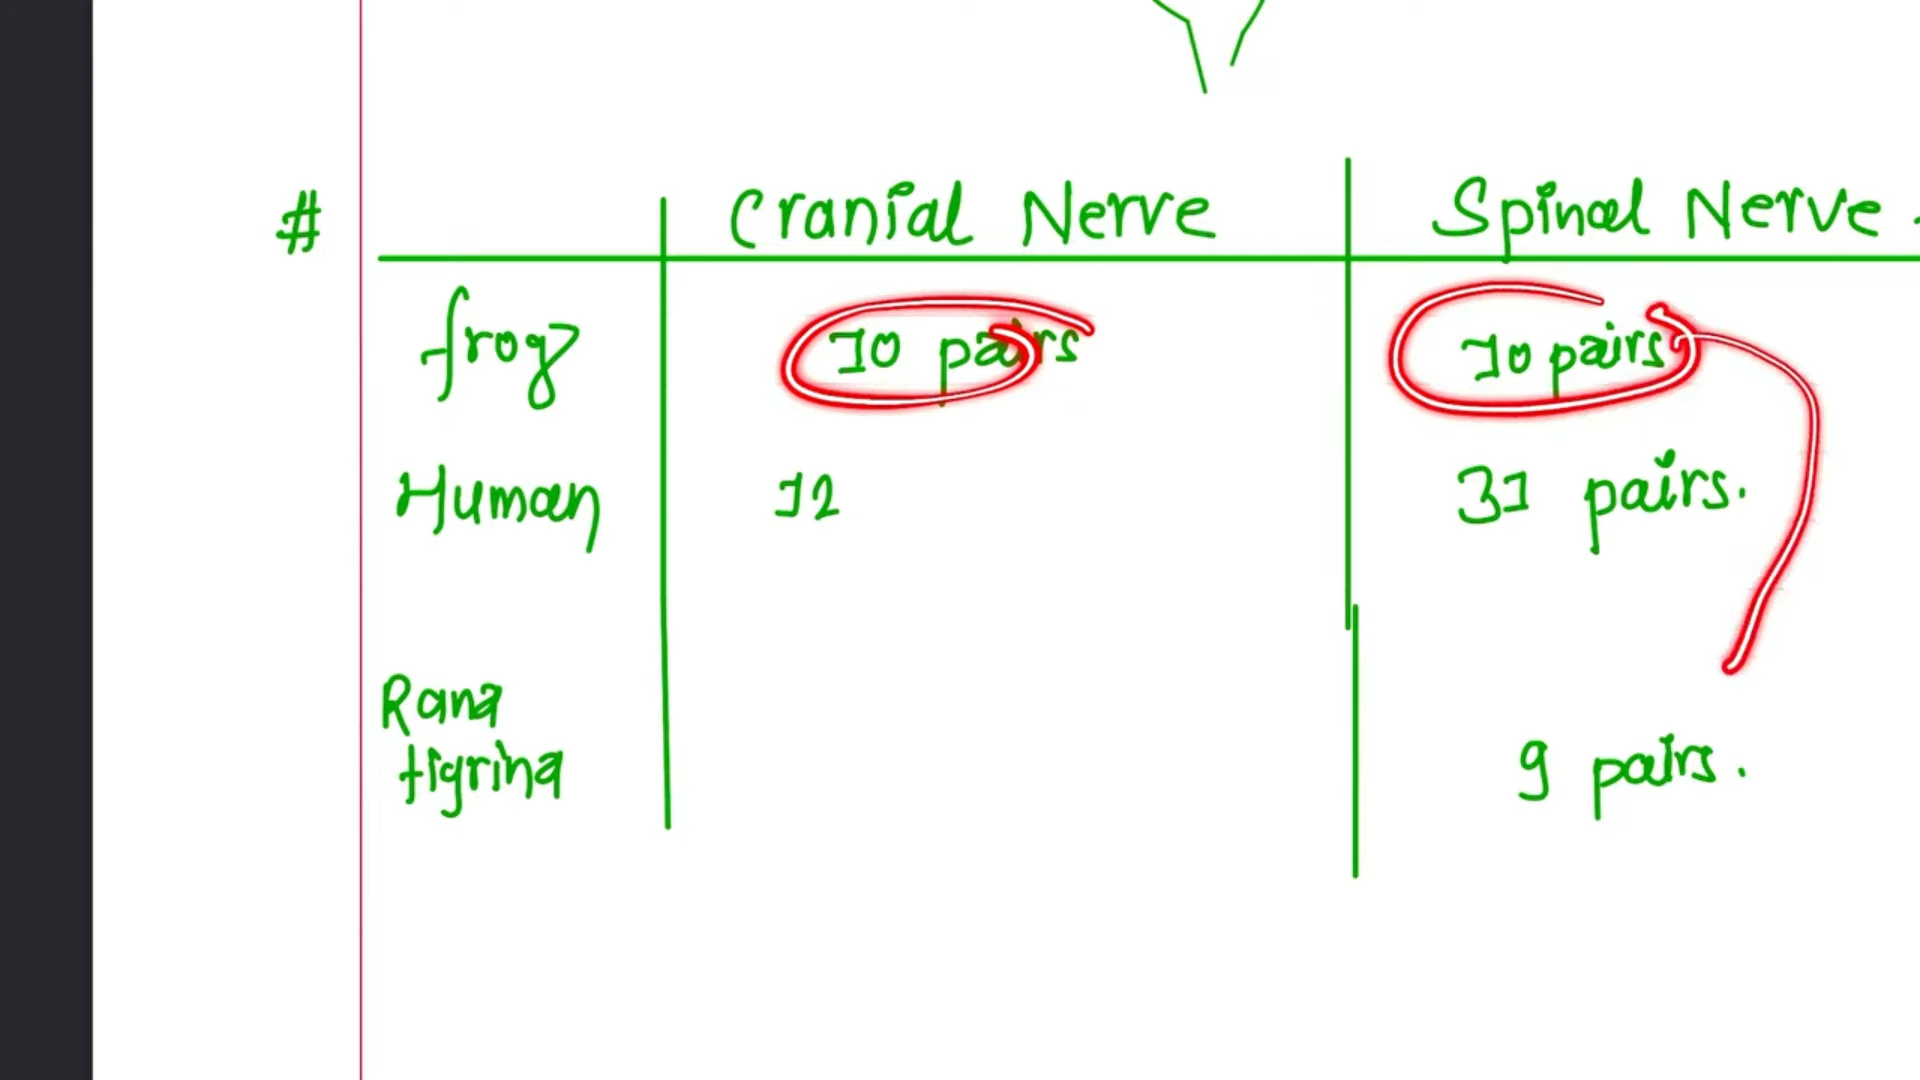 # Cranial Nerve Spinal Nerve
frog 10 pairs 10 pairs
Human 12 31 pairs.
Rana
tigrina 9 pairs.